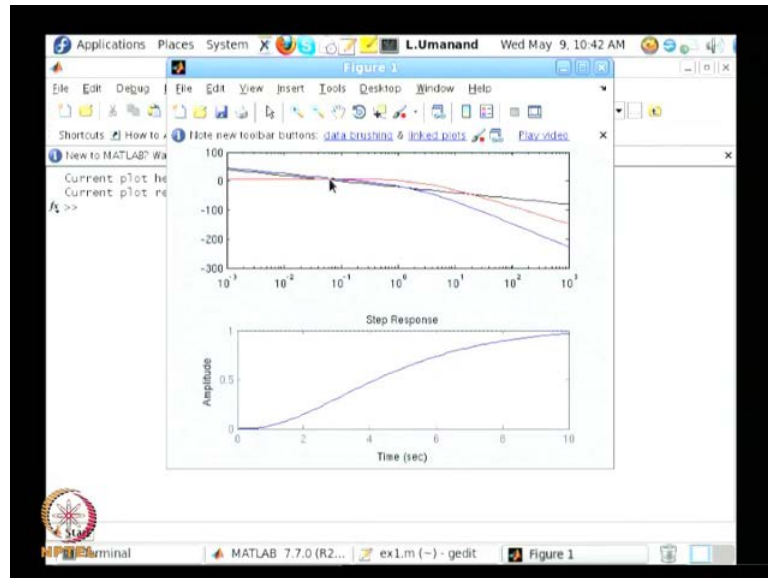 Applications Places System L.Umanand Wed May 9, 10:42 AM
Figure 1
File Edit Debug File Edit View Insert Tools Desktop Window Help
Shortcuts How to Note new toolbar buttons: data brushing & linked plots Play video
New to MATLAB? Wa
Current plot he
Current plot re
fx >>
100
0
-100
-200
-300
10^-3 10^-2 10^-1 10^0 10^1 10^2 10^3
Step Response
1
0.5
0
Amplitude
0 2 4 6 8 10
Time (sec)
Start
NPTEL
MATLAB 7.7.0 (R2... ex1.m (~) - gedit Figure 1